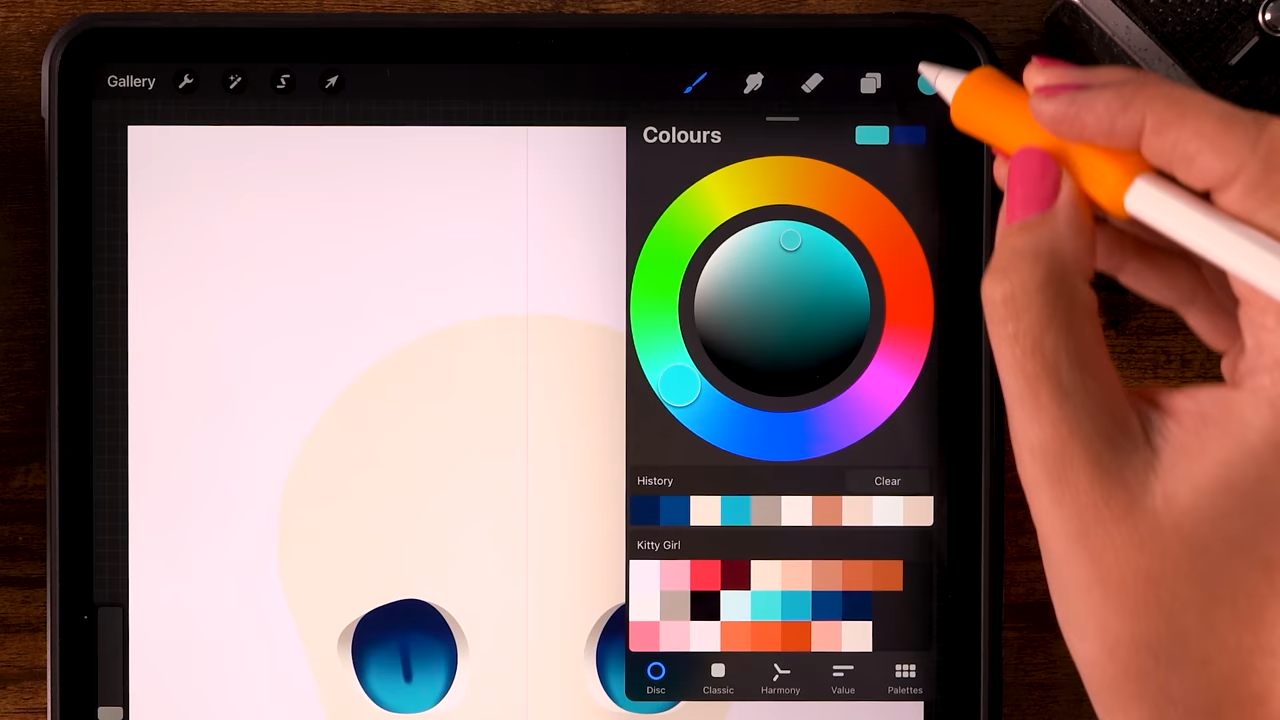 Gallery
Colours
History
Clear
Kitty Girl
Disc
Classic
Harmony
Value
Palettes